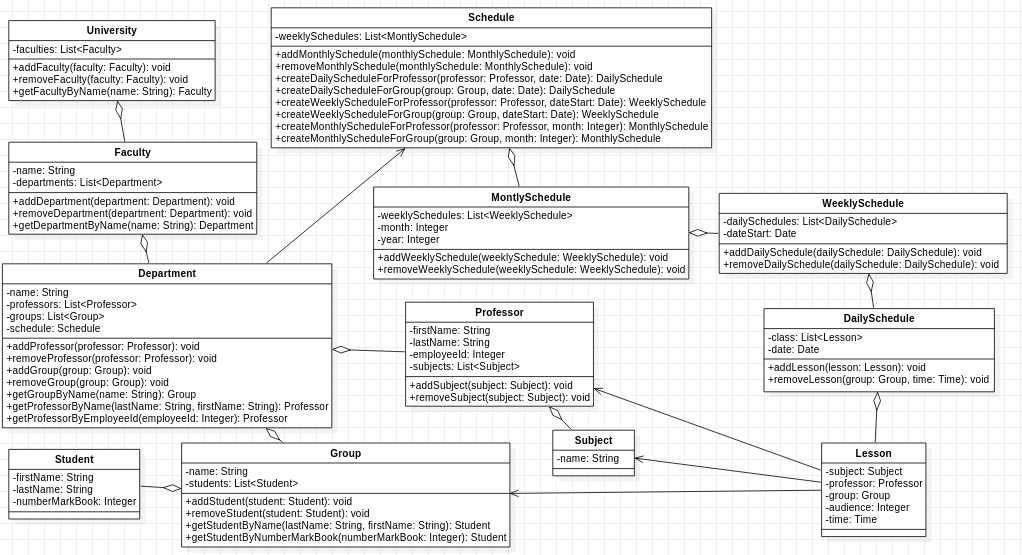 University
-faculties: List<Faculty>
+addFaculty(faculty: Faculty): void
+removeFaculty(faculty: Faculty): void
+getFacultyByName(name: String): Faculty
Schedule
-weeklySchedules: List<MontlySchedule>
+addMonthlySchedule(monthlySchedule: MonthlySchedule): void
+removeMonthlySchedule(monthlySchedule: MonthlySchedule): void
+createDailyScheduleForProfessor(professor: Professor, date: Date): DailySchedule
+createDailyScheduleForGroup(group: Group, date: Date): DailySchedule
+createWeeklyScheduleForProfessor(professor: Professor, dateStart: Date): WeeklySchedule
+createWeeklyScheduleForGroup(group: Group, dateStart: Date): WeeklySchedule
+createMonthlyScheduleForProfessor(professor: Professor, month: Integer): MonthlySchedule
+createMonthlyScheduleForGroup(group: Group, month: Integer): MonthlySchedule
Faculty
-name: String
-departments: List<Department>
+addDepartment(department: Department): void
+removeDepartment(department: Department): void
+getDepartmentByName(name: String): Department
MontlySchedule
-weeklySchedules: List<WeeklySchedule>
-month: Integer
-year: Integer
+addWeeklySchedule(weeklySchedule: WeeklySchedule): void
+removeWeeklySchedule(weeklySchedule: WeeklySchedule): void
WeeklySchedule
-dailySchedules: List<DailySchedule>
-dateStart: Date
+addDailySchedule(dailySchedule: DailySchedule): void
+removeDailySchedule(dailySchedule: DailySchedule): void
Department
-name: String
-professors: List<Professor>
-groups: List<Group>
-schedule: Schedule
+addProfessor(professor: Professor): void
+removeProfessor(professor: Professor): void
+addGroup(group: Group): void
+removeGroup(group: Group): void
+getGroupByName(name: String): Group
+getProfessorByName(lastName: String, firstName: String): Professor
+getProfessorByEmployeeId(employeeId: Integer): Professor
Professor
-firstName: String
-lastName: String
-employeeId: Integer
-subjects: List<Subject>
+addSubject(subject: Subject): void
+removeSubject(subject: Subject): void
DailySchedule
-class: List<Lesson>
-date: Date
+addLesson(lesson: Lesson): void
+removeLesson(group: Group, time: Time): void
Subject
-name: String
Student
-firstName: String
-lastName: String
-numberMarkBook: Integer
Group
-name: String
-students: List<Student>
+addStudent(student: Student): void
+removeStudent(student: Student): void
+getStudentByName(lastName: String, firstName: String): Student
+getStudentByNumberMarkBook(numberMarkBook: Integer): Student
Lesson
-subject: Subject
-professor: Professor
-group: Group
-audience: Integer
-time: Time